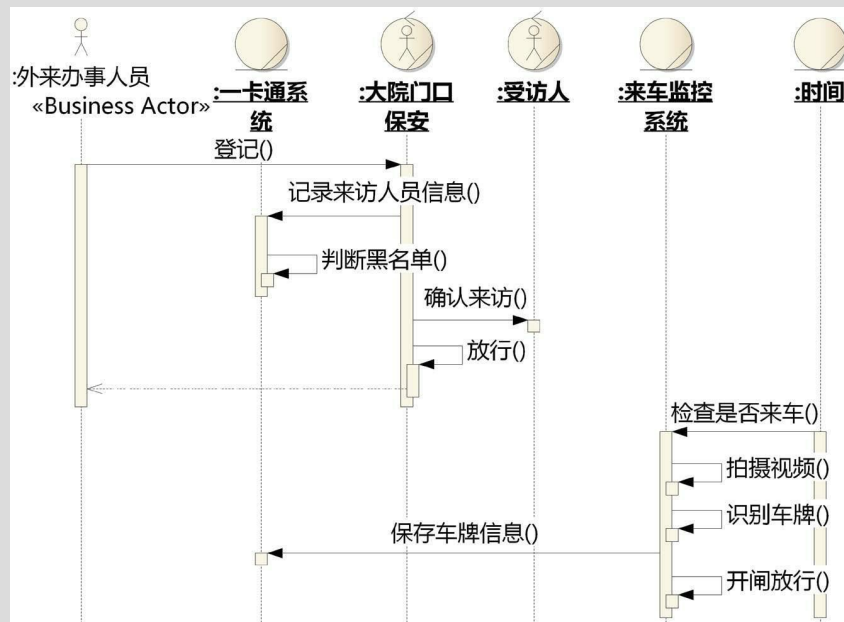 :外来办事人员
«Business Actor»
:一卡通系
统
:大院门口
保安
:受访人
:来车监控
系统
:时间
登记()
记录来访人员信息()
判断黑名单()
确认来访()
放行()
检查是否来车()
拍摄视频()
识别车牌()
保存车牌信息()
开闸放行()